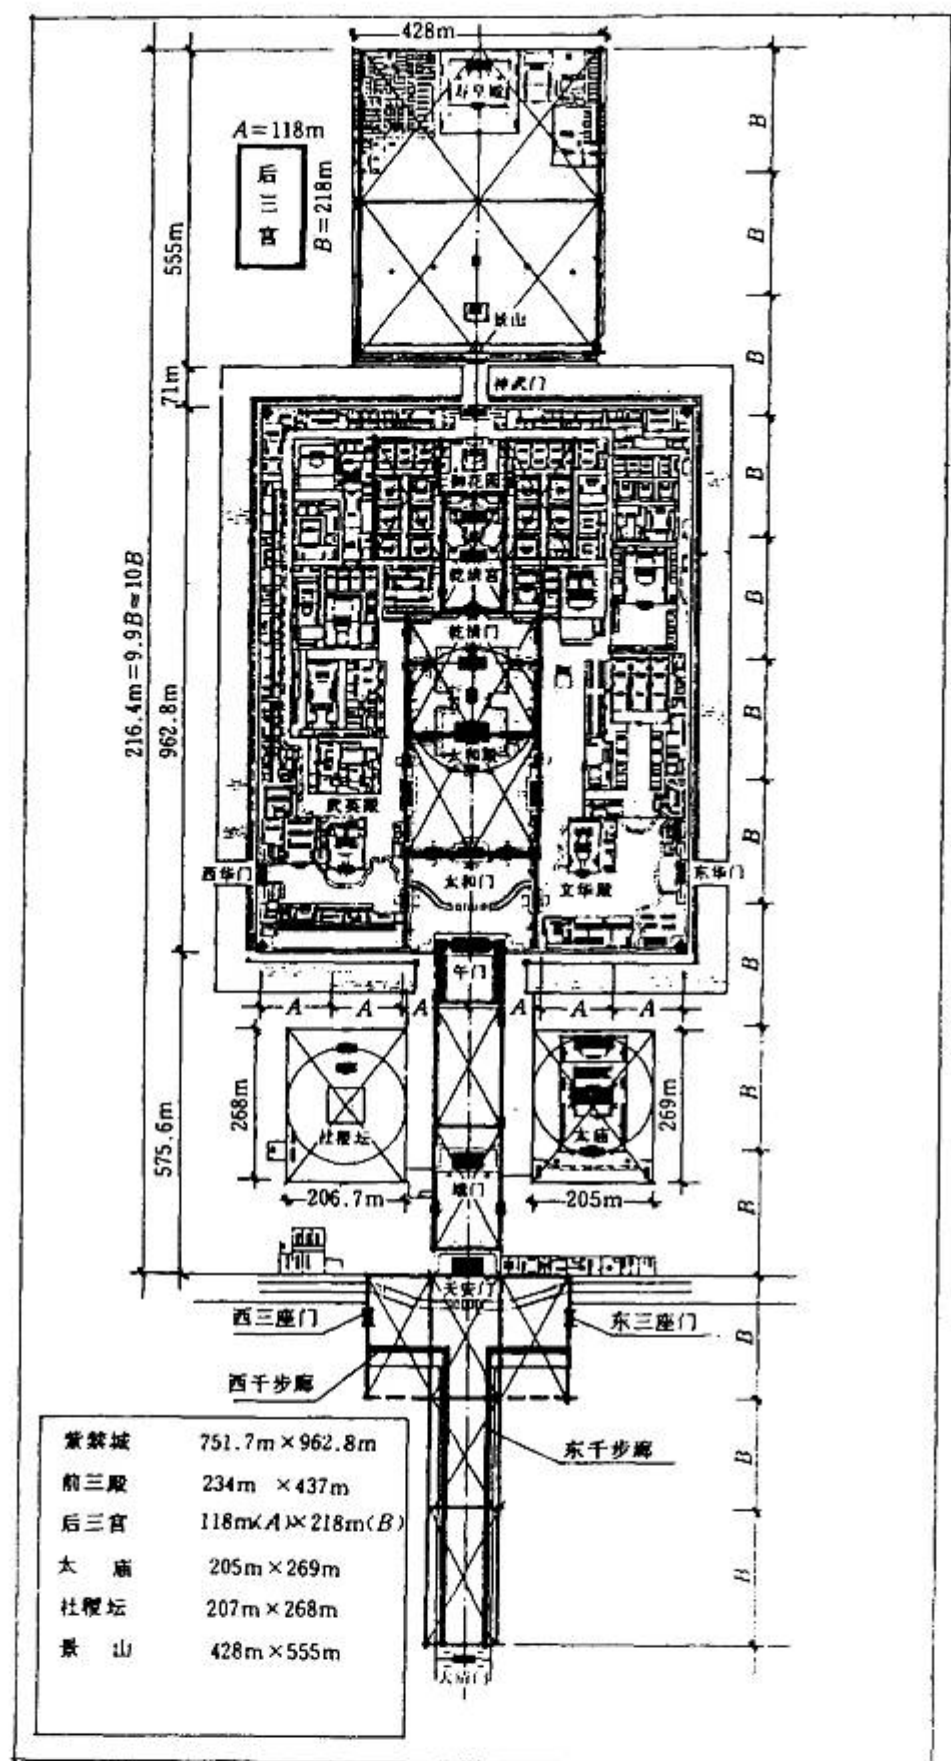 428m
A=118m
后三宫
B=218m
寿皇殿
景山
555m
71m
神武门
御花园
乾清宫
乾清门
太和殿
216.4m=9.9B≈10B
962.8m
武英殿
西华门
太和门
文华殿
东华门
午门
A
A
A
A
A
A
268m
社稷坛
206.7m
575.6m
端门
太庙
269m
205m
天安门
西三座门
东三座门
西千步廊
东千步廊
大清门
B
B
B
B
B
B
B
B
B
B
B
B
B
紫禁城 751.7m×962.8m
前三殿 234m ×437m
后三宫 118m(A)×218m(B)
太 庙 205m×269m
社稷坛 207m×268m
景 山 428m×555m